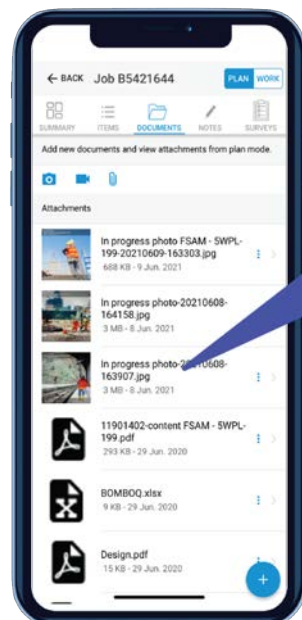 ← BACK Job B5421644 PLAN WORK
SUMMARY ITEMS DOCUMENTS NOTES SURVEYS
Add new documents and view attachments from plan mode.
Attachments
In progress photo FSAM - 5WPL-
199-20210609-163303.jpg
688 KB - 9 Jun. 2021
In progress photo-20210608-
164158.jpg
3 MB - 8 Jun. 2021
In progress photo-20210608-
163907.jpg
3 MB - 8 Jun. 2021
11901402-content FSAM - 5WPL-
199.pdf
293 KB - 29 Jun. 2020
BOMBOQ.xlsx
9 KB - 29 Jun. 2020
Design.pdf
15 KB - 29 Jun. 2020